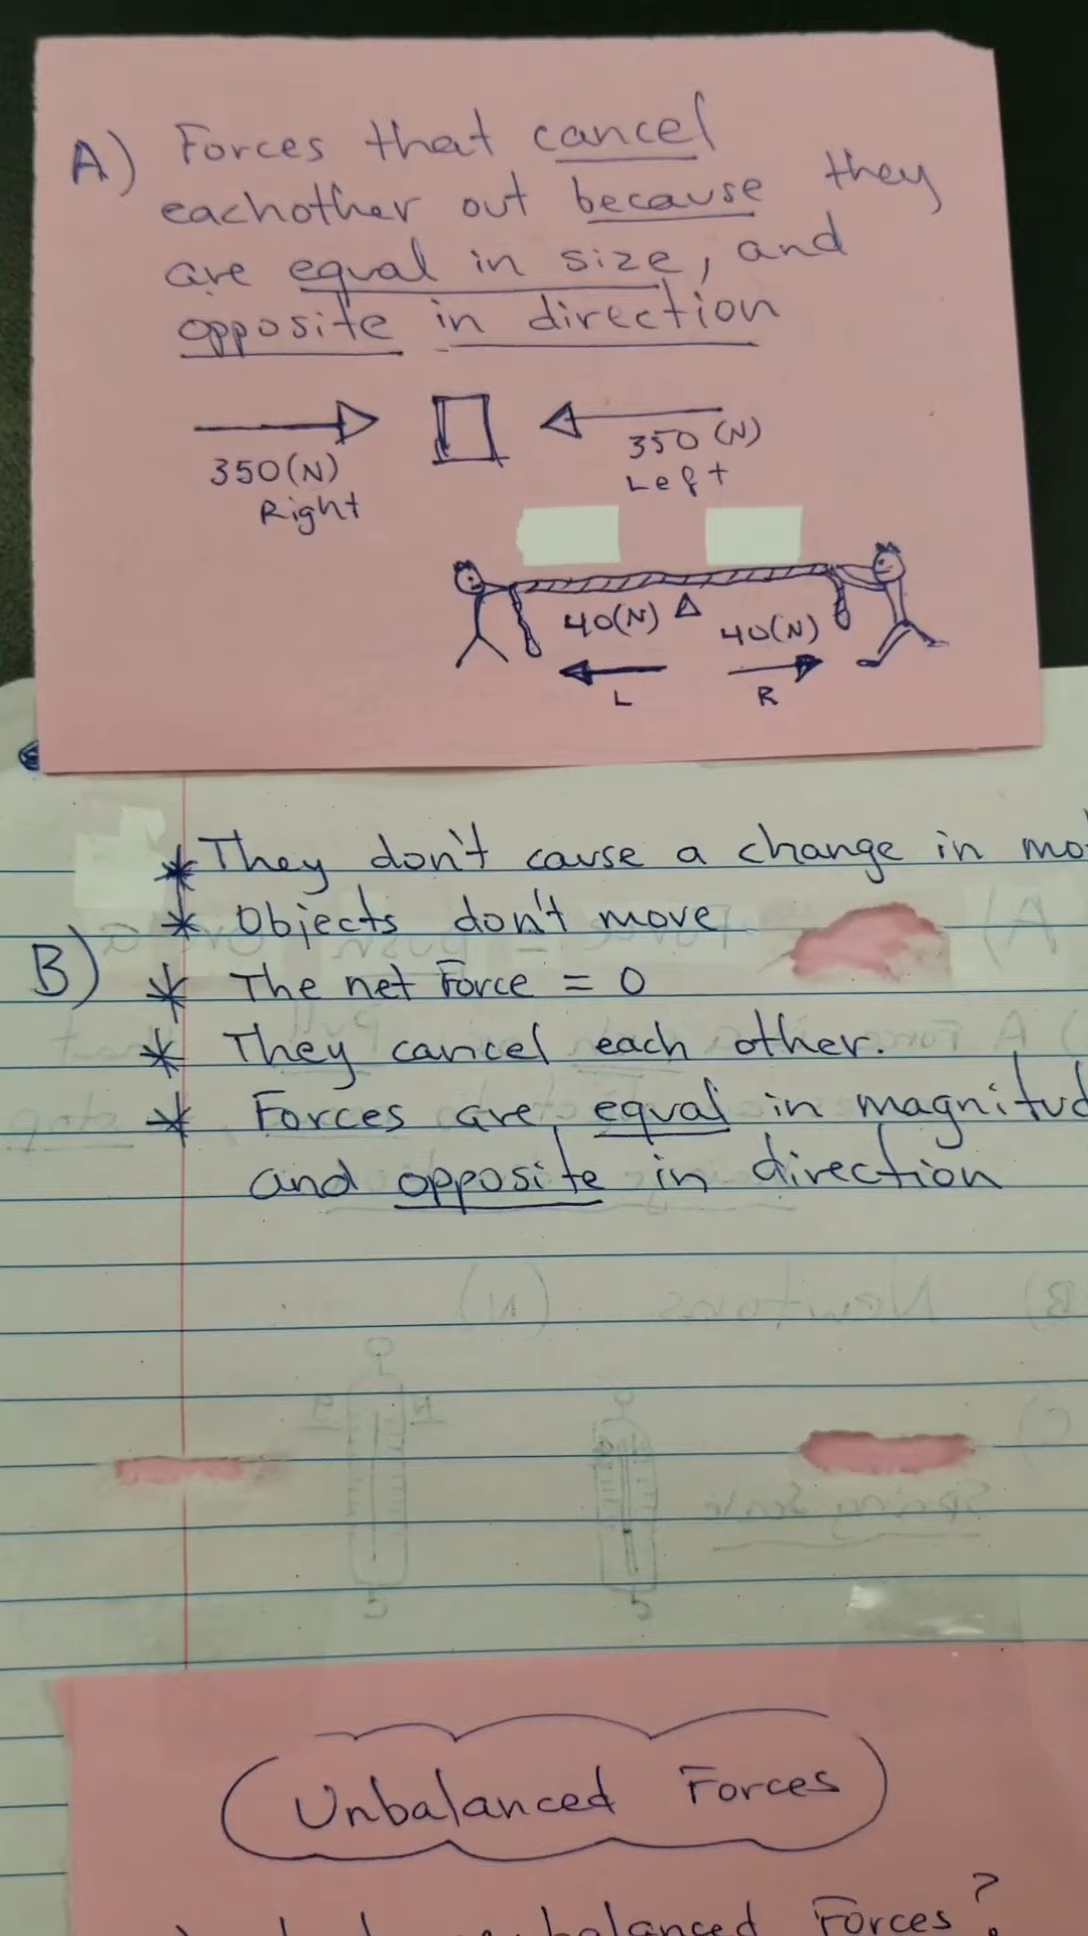 A) Forces that cancel
eachother out because they
are equal in size, and
opposite in direction
350(N)
Right
350 (N)
Left
40(N)
40(N)
L
R
* They don't cause a change in mo
* Objects don't move
B)
* The net Force = 0
* They cancel each other.
* Forces are equal in magnitud
and opposite in direction
Unbalanced Forces
balanced Forces?